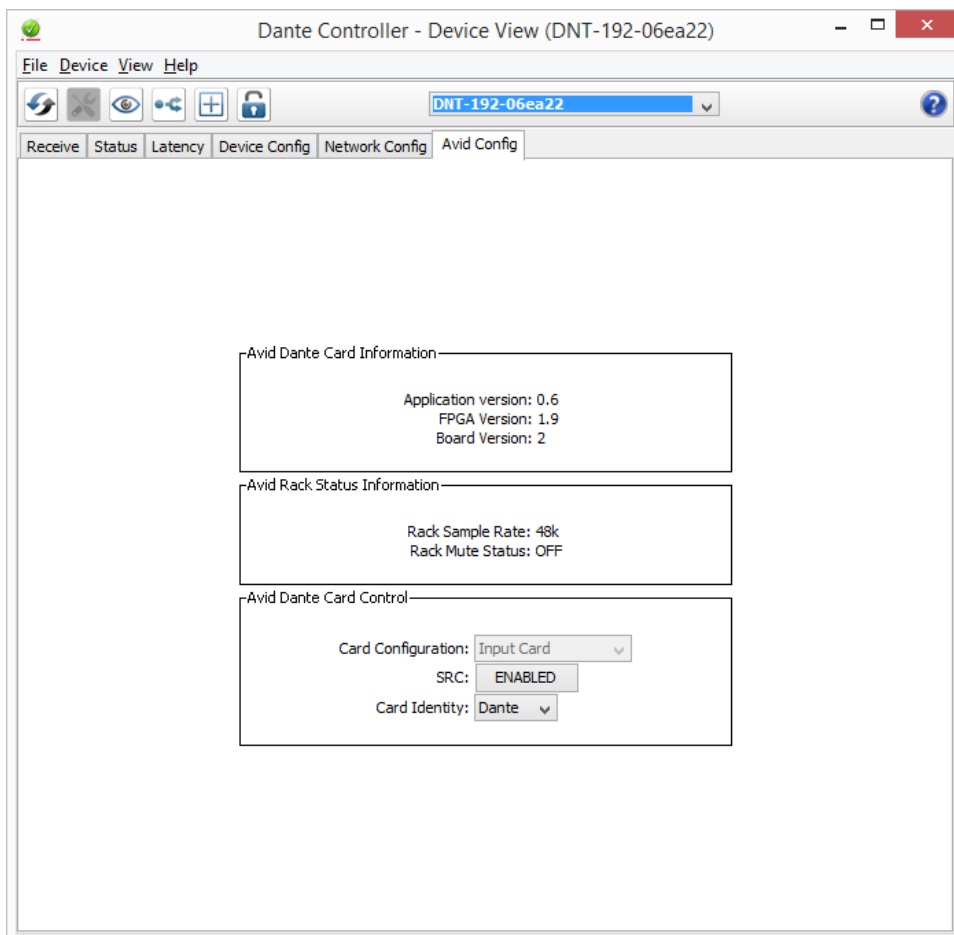 Dante Controller - Device View (DNT-192-06ea22)
File Device View Help
DNT-192-06ea22
?
Receive Status Latency Device Config Network Config Avid Config
Avid Dante Card Information
Application version: 0.6
FPGA Version: 1.9
Board Version: 2
Avid Rack Status Information
Rack Sample Rate: 48k
Rack Mute Status: OFF
Avid Dante Card Control
Card Configuration: Input Card
SRC: ENABLED
Card Identity: Dante